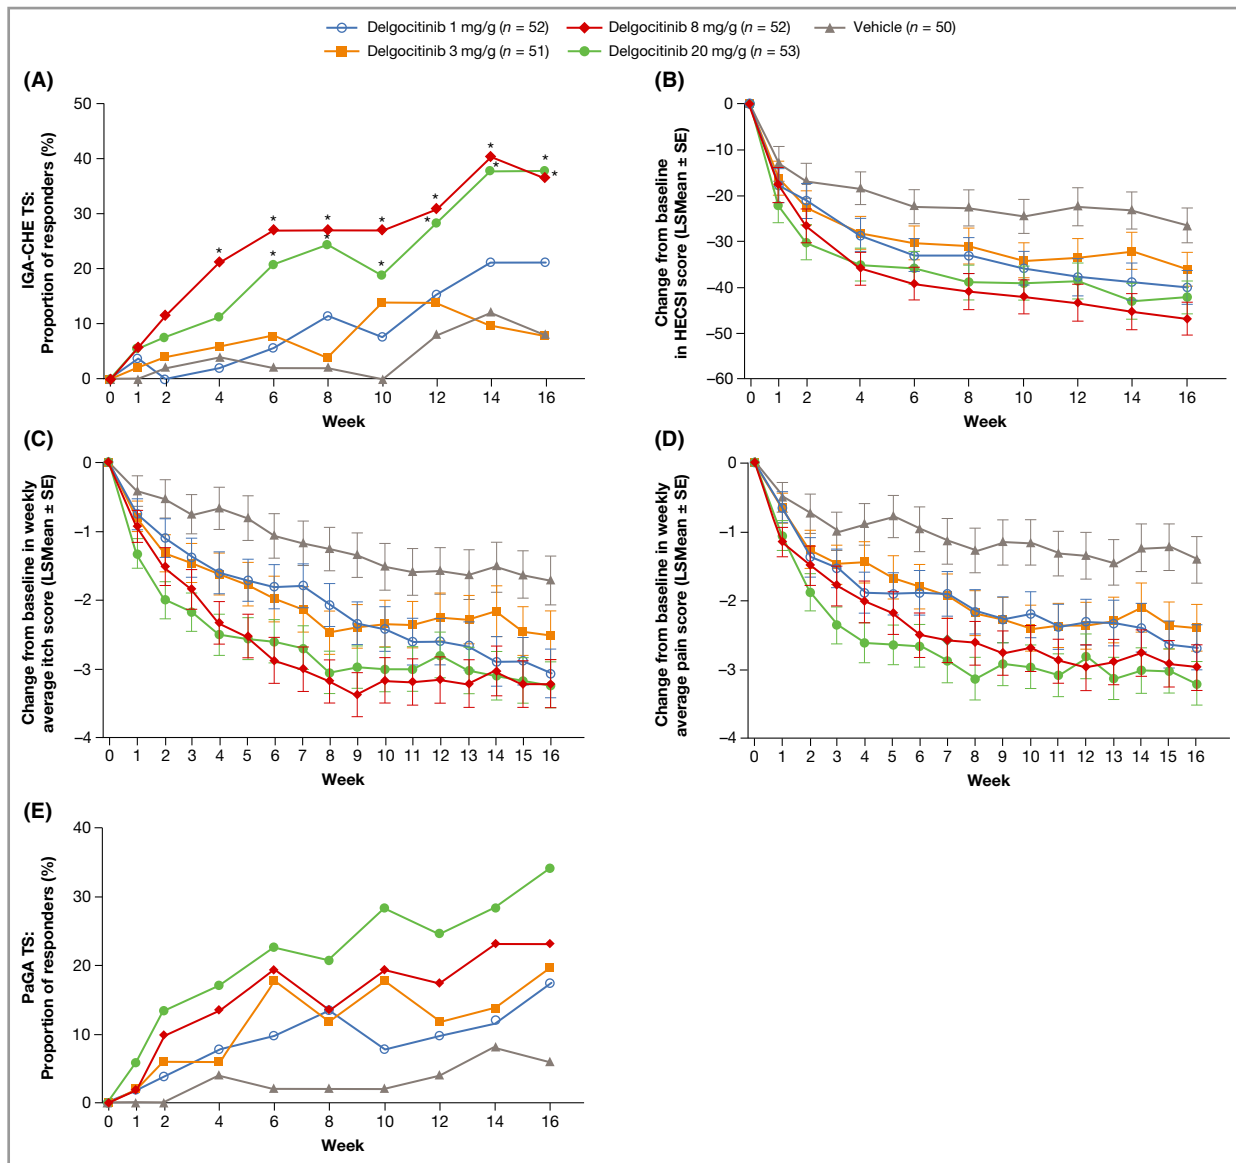 Delgocitinib 1 mg/g (n = 52)
Delgocitinib 8 mg/g (n = 52)
Vehicle (n = 50)
Delgocitinib 3 mg/g (n = 51)
Delgocitinib 20 mg/g (n = 53)
(A)
IGA-CHE TS:
Proportion of responders (%)
50
40
30
20
10
0
* * * * * * * * * * * * * *
0 1 2 4 6 8 10 12 14 16
Week
(B)
Change from baseline
in HECSI score (LSMean ± SE)
0
−10
−20
−30
−40
−50
−60
0 1 2 4 6 8 10 12 14 16
Week
(C)
Change from baseline in weekly
average itch score (LSMean ± SE)
0
−1
−2
−3
−4
0 1 2 3 4 5 6 7 8 9 10 11 12 13 14 15 16
Week
(D)
Change from baseline in weekly
average pain score (LSMean ± SE)
0
−1
−2
−3
−4
0 1 2 3 4 5 6 7 8 9 10 11 12 13 14 15 16
Week
(E)
PaGA TS:
Proportion of responders (%)
40
30
20
10
0
0 1 2 4 6 8 10 12 14 16
Week